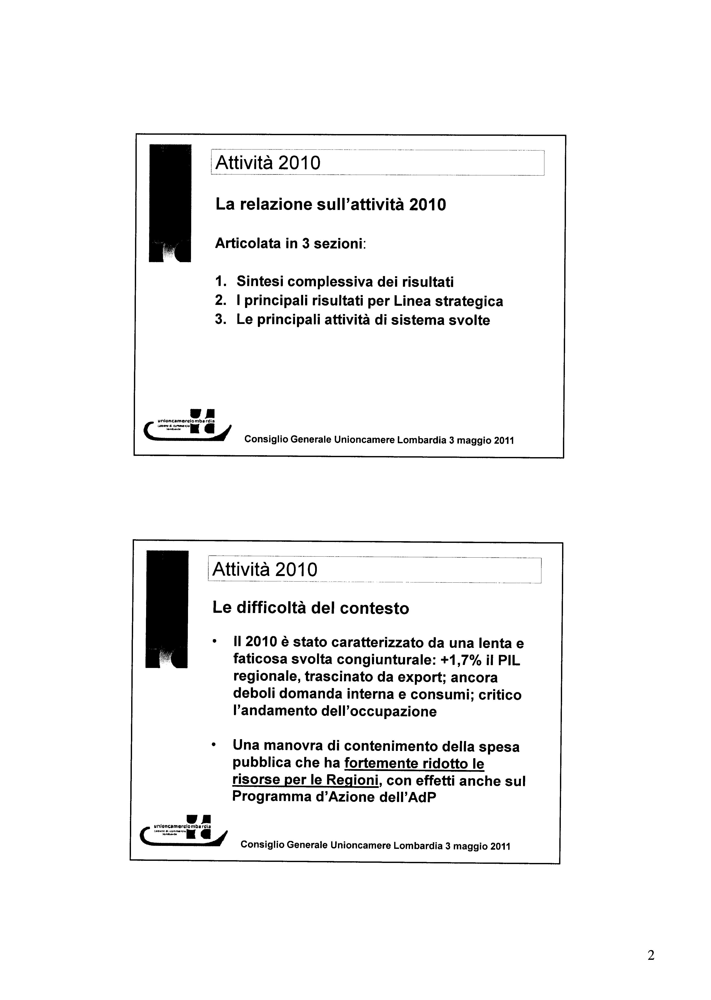 Attività 2010
La relazione sull'attività 2010
Articolata in 3 sezioni:
1. Sintesi complessiva dei risultati
2. I principali risultati per Linea strategica
3. Le principali attività di sistema svolte
unioncamerelombardia
camere di commercio
lombarde
Consiglio Generale Unioncamere Lombardia 3 maggio 2011
Attività 2010
Le difficoltà del contesto
• Il 2010 è stato caratterizzato da una lenta e
faticosa svolta congiunturale: +1,7% il PIL
regionale, trascinato da export; ancora
deboli domanda interna e consumi; critico
l'andamento dell'occupazione
• Una manovra di contenimento della spesa
pubblica che ha fortemente ridotto le
risorse per le Regioni, con effetti anche sul
Programma d'Azione dell'AdP
unioncamerelombardia
camere di commercio
lombarde
Consiglio Generale Unioncamere Lombardia 3 maggio 2011
2